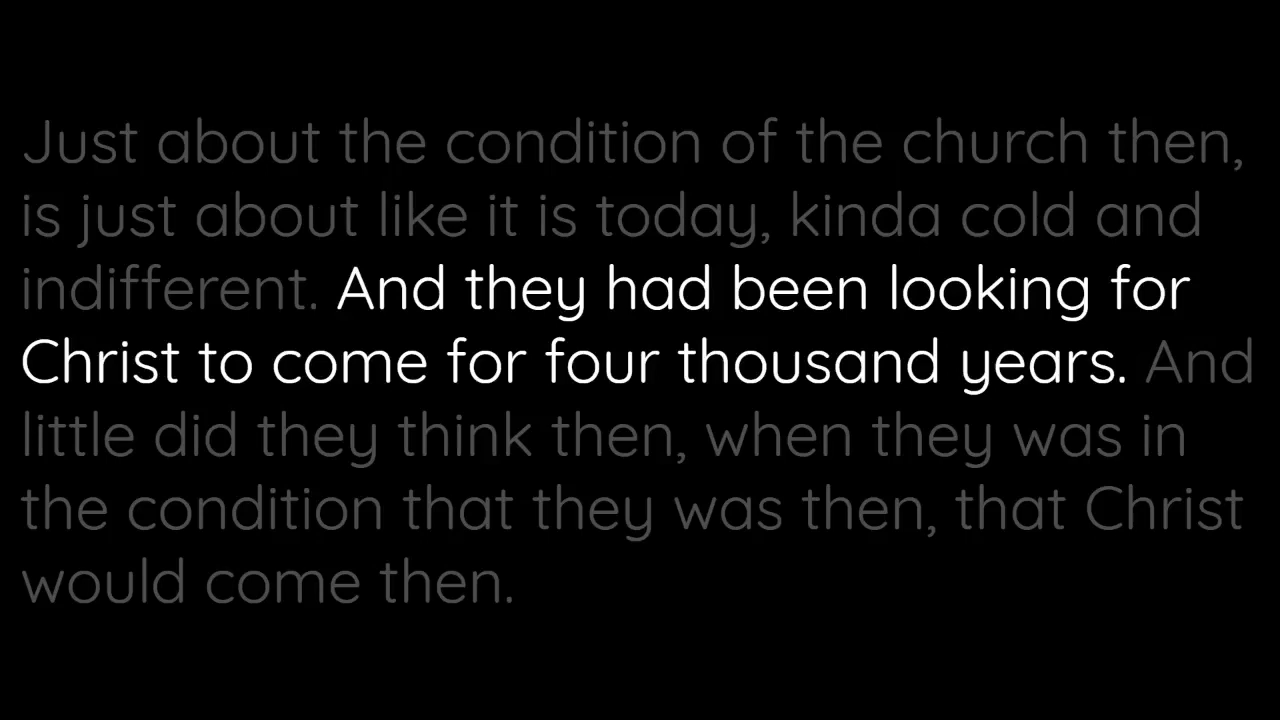 Just about the condition of the church then,
is just about like it is today, kinda cold and
indifferent. And they had been looking for
Christ to come for four thousand years. And
little did they think then, when they was in
the condition that they was then, that Christ
would come then.